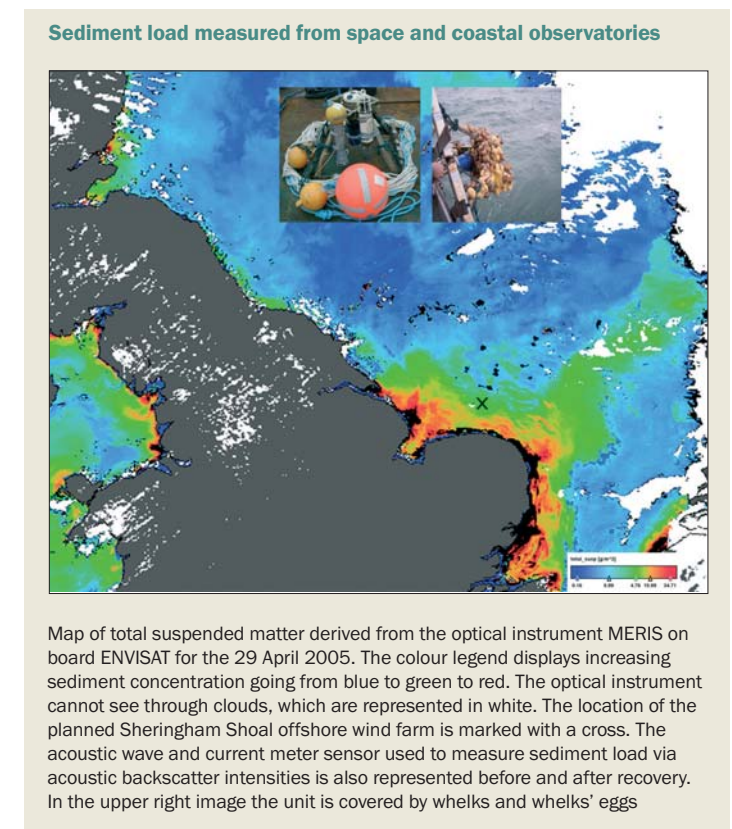 Sediment load measured from space and coastal observatories
Map of total suspended matter derived from the optical instrument MERIS on
board ENVISAT for the 29 April 2005. The colour legend displays increasing
sediment concentration going from blue to green to red. The optical instrument
cannot see through clouds, which are represented in white. The location of the
planned Sheringham Shoal offshore wind farm is marked with a cross. The
acoustic wave and current meter sensor used to measure sediment load via
acoustic backscatter intensities is also represented before and after recovery.
In the upper right image the unit is covered by whelks and whelks’ eggs